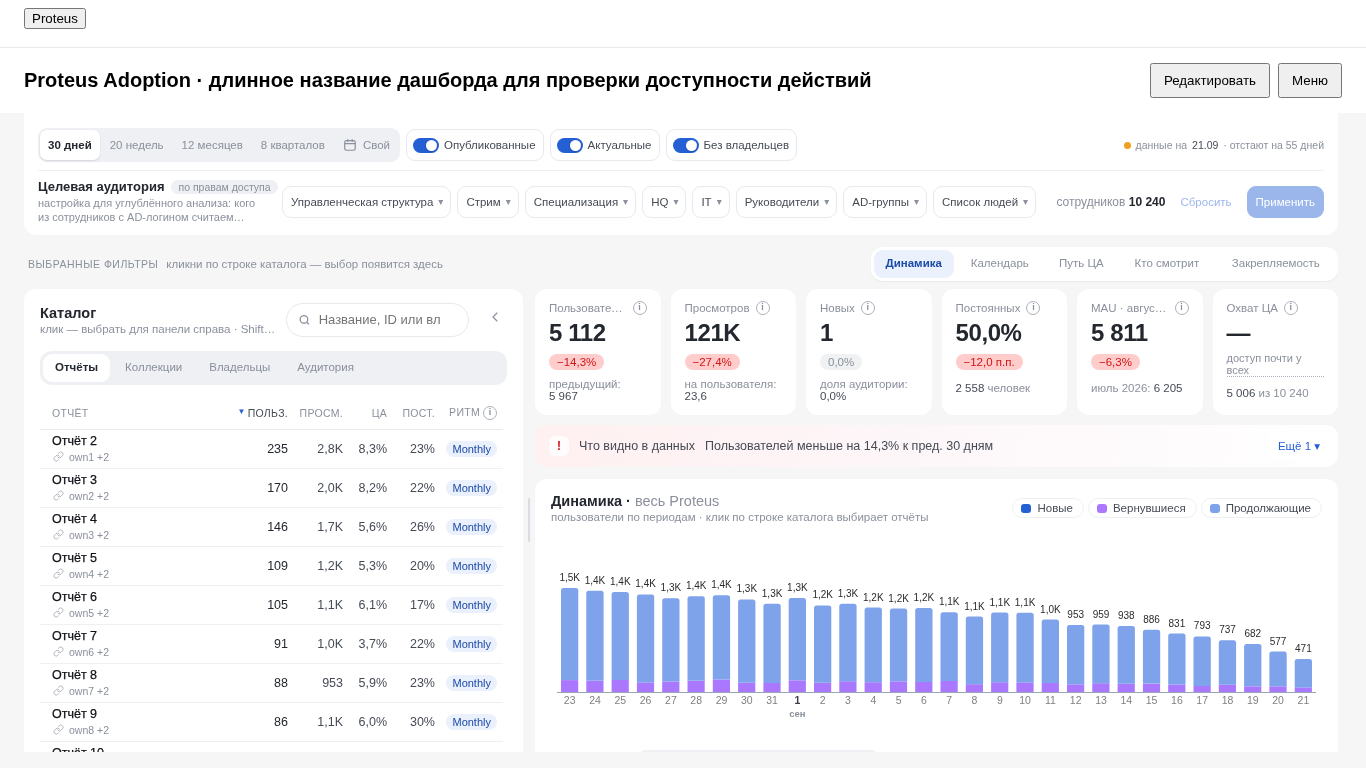 Proteus
Proteus Adoption · длинное название дашборда для проверки доступности действий
Редактировать Меню
30 дней 20 недель 12 месяцев 8 кварталов Свой Опубликованные Актуальные Без владельцев данные на 21.09 · отстают на 55 дней
Целевая аудитория по правам доступа
настройка для углублённого анализа: кого
из сотрудников с AD-логином считаем…
Управленческая структура ▾ Стрим ▾ Специализация ▾ HQ ▾ IT ▾ Руководители ▾ AD-группы ▾ Список людей ▾ сотрудников 10 240 Сбросить Применить
ВЫБРАННЫЕ ФИЛЬТРЫ кликни по строке каталога — выбор появится здесь
Динамика Календарь Путь ЦА Кто смотрит Закрепляемость
Каталог
клик — выбрать для панели справа · Shift…
Название, ID или вл
Отчёты Коллекции Владельцы Аудитория
ОТЧЁТ ▼ ПОЛЬЗ. ПРОСМ. ЦА ПОСТ. РИТМ i
Отчёт 2 235 2,8K 8,3% 23% Monthly
own1 +2
Отчёт 3 170 2,0K 8,2% 22% Monthly
own2 +2
Отчёт 4 146 1,7K 5,6% 26% Monthly
own3 +2
Отчёт 5 109 1,2K 5,3% 20% Monthly
own4 +2
Отчёт 6 105 1,1K 6,1% 17% Monthly
own5 +2
Отчёт 7 91 1,0K 3,7% 22% Monthly
own6 +2
Отчёт 8 88 953 5,9% 23% Monthly
own7 +2
Отчёт 9 86 1,1K 6,0% 30% Monthly
own8 +2
Отчёт 10
Пользовате… i
5 112
−14,3%
предыдущий:
5 967
Просмотров i
121K
−27,4%
на пользователя:
23,6
Новых i
1
0,0%
доля аудитории:
0,0%
Постоянных i
50,0%
−12,0 п.п.
2 558 человек
MAU · авгус… i
5 811
−6,3%
июль 2026: 6 205
Охват ЦА i
—
доступ почти у
всех
5 006 из 10 240
! Что видно в данных Пользователей меньше на 14,3% к пред. 30 дням Ещё 1 ▾
Динамика · весь Proteus
пользователи по периодам · клик по строке каталога выбирает отчёты
Новые Вернувшиеся Продолжающие
1,5K 1,4K 1,4K 1,4K 1,3K 1,4K 1,4K 1,3K 1,3K 1,3K 1,2K 1,3K 1,2K 1,2K 1,2K 1,1K 1,1K 1,1K 1,1K 1,0K 953 959 938 886 831 793 737 682 577 471
23 24 25 26 27 28 29 30 31 1 2 3 4 5 6 7 8 9 10 11 12 13 14 15 16 17 18 19 20 21
сен